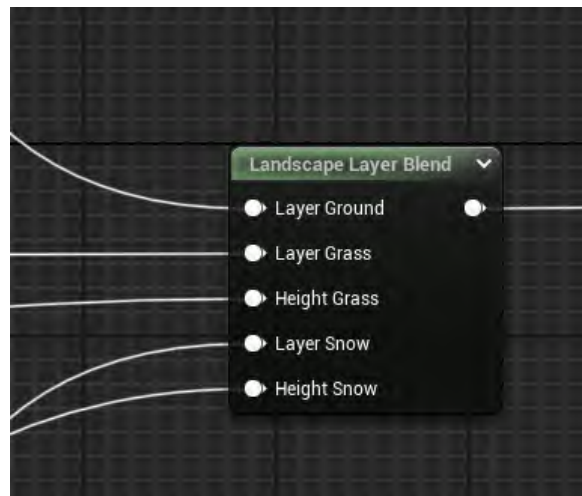 Landscape Layer Blend
Layer Ground
Layer Grass
Height Grass
Layer Snow
Height Snow